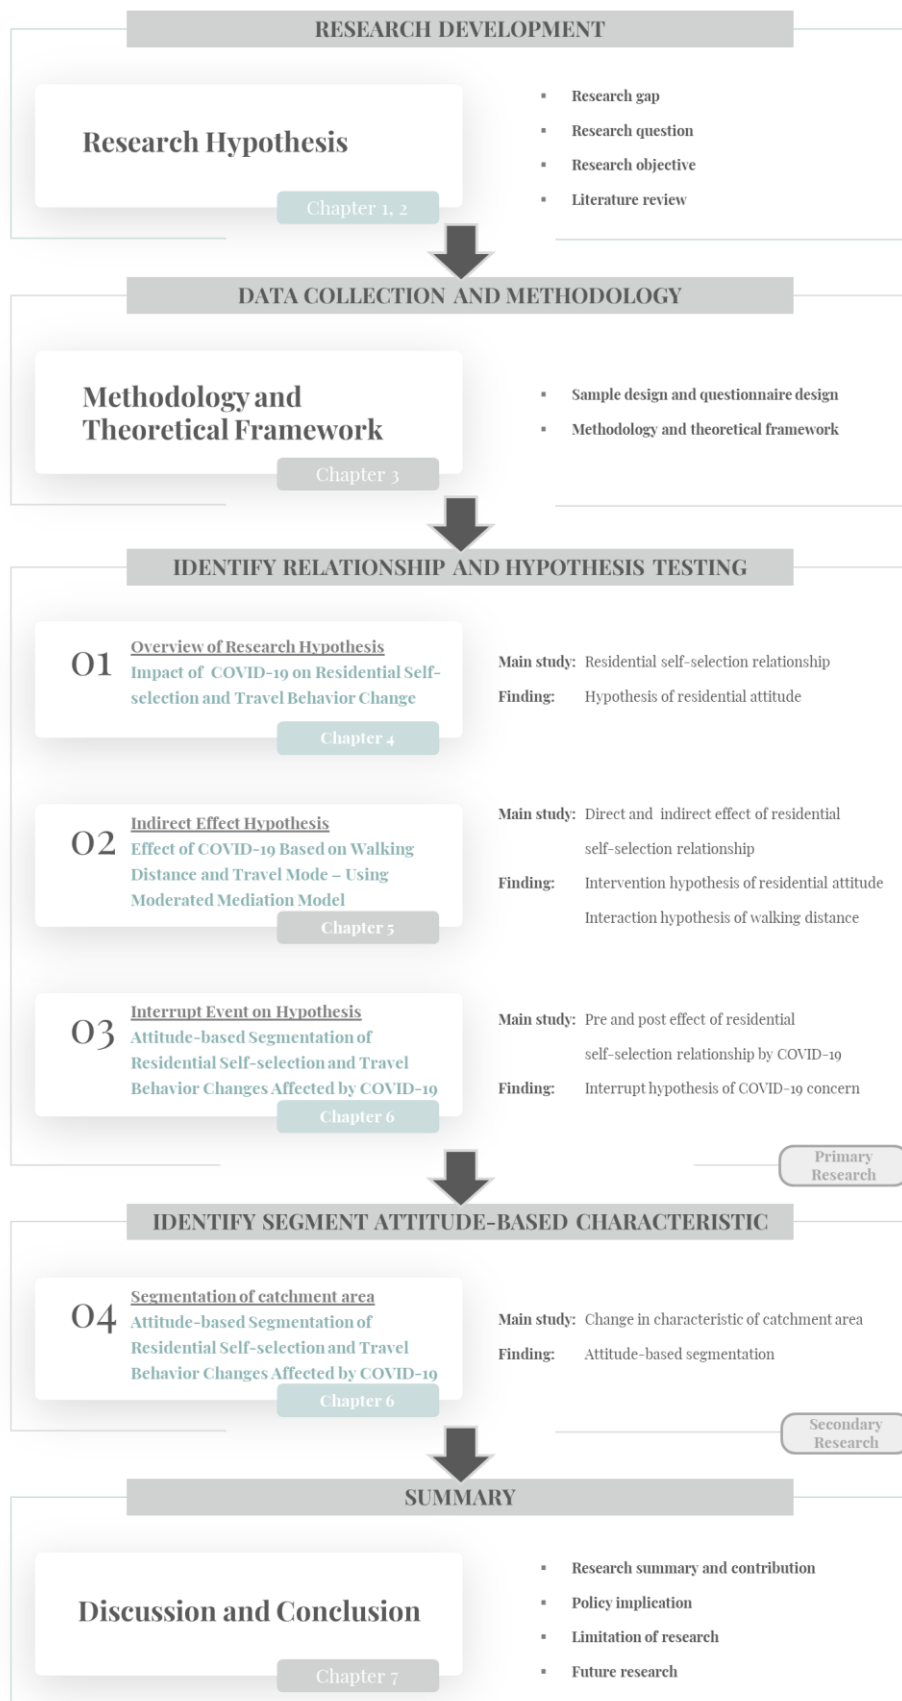 RESEARCH DEVELOPMENT
Research Hypothesis
Chapter 1, 2
▪ Research gap
▪ Research question
▪ Research objective
▪ Literature review
DATA COLLECTION AND METHODOLOGY
Methodology and
Theoretical Framework
Chapter 3
▪ Sample design and questionnaire design
▪ Methodology and theoretical framework
IDENTIFY RELATIONSHIP AND HYPOTHESIS TESTING
01
Overview of Research Hypothesis
Impact of COVID-19 on Residential Self-
selection and Travel Behavior Change
Chapter 4
Main study: Residential self-selection relationship
Finding: Hypothesis of residential attitude
02
Indirect Effect Hypothesis
Effect of COVID-19 Based on Walking
Distance and Travel Mode – Using
Moderated Mediation Model
Chapter 5
Main study: Direct and indirect effect of residential
self-selection relationship
Finding: Intervention hypothesis of residential attitude
Interaction hypothesis of walking distance
03
Interrupt Event on Hypothesis
Attitude-based Segmentation of
Residential Self-selection and Travel
Behavior Changes Affected by COVID-19
Chapter 6
Main study: Pre and post effect of residential
self-selection relationship by COVID-19
Finding: Interrupt hypothesis of COVID-19 concern
Primary
Research
IDENTIFY SEGMENT ATTITUDE-BASED CHARACTERISTIC
04
Segmentation of catchment area
Attitude-based Segmentation of
Residential Self-selection and Travel
Behavior Changes Affected by COVID-19
Chapter 6
Main study: Change in characteristic of catchment area
Finding: Attitude-based segmentation
Secondary
Research
SUMMARY
Discussion and Conclusion
Chapter 7
▪ Research summary and contribution
▪ Policy implication
▪ Limitation of research
▪ Future research